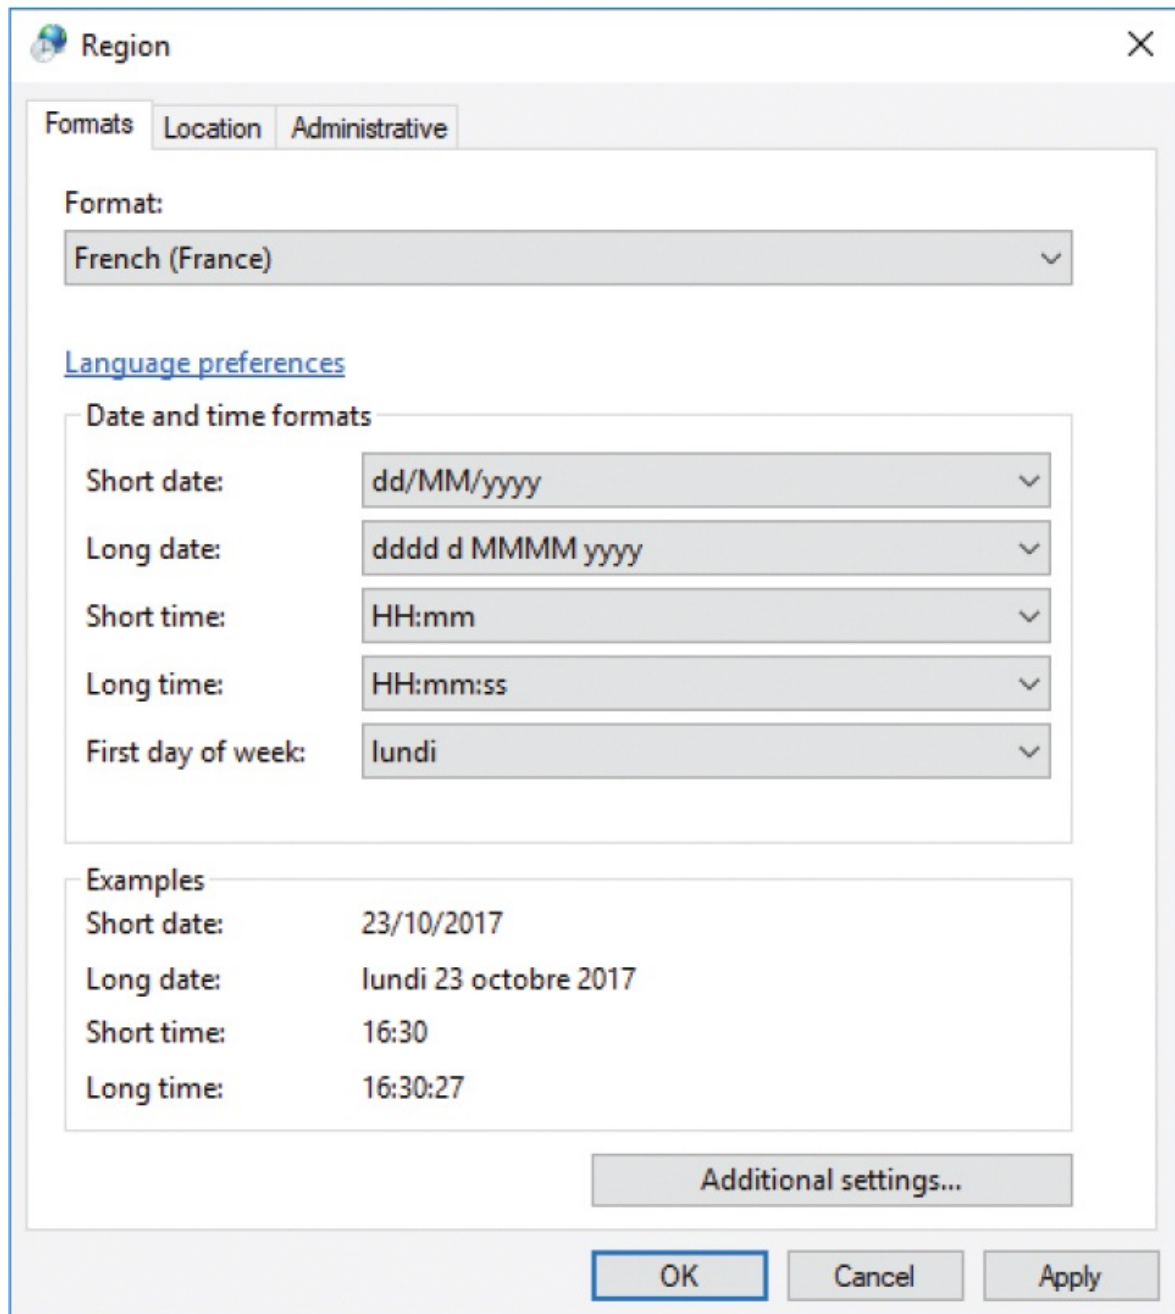 Region
Formats Location Administrative
Format:
French (France)
Language preferences
Date and time formats
Short date: dd/MM/yyyy
Long date: dddd d MMMM yyyy
Short time: HH:mm
Long time: HH:mm:ss
First day of week: lundi
Examples
Short date: 23/10/2017
Long date: lundi 23 octobre 2017
Short time: 16:30
Long time: 16:30:27
Additional settings...
OK Cancel Apply